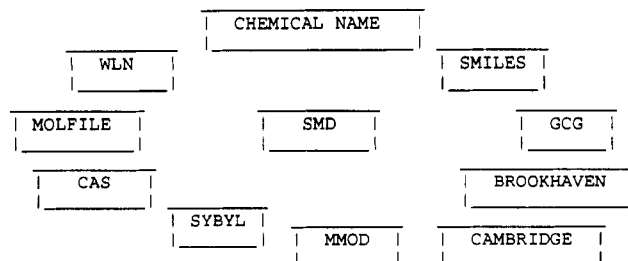 CHEMICAL NAME
WLN
SMILES
MOLFILE
SMD
GCG
CAS
BROOKHAVEN
SYBYL
MMOD
CAMBRIDGE